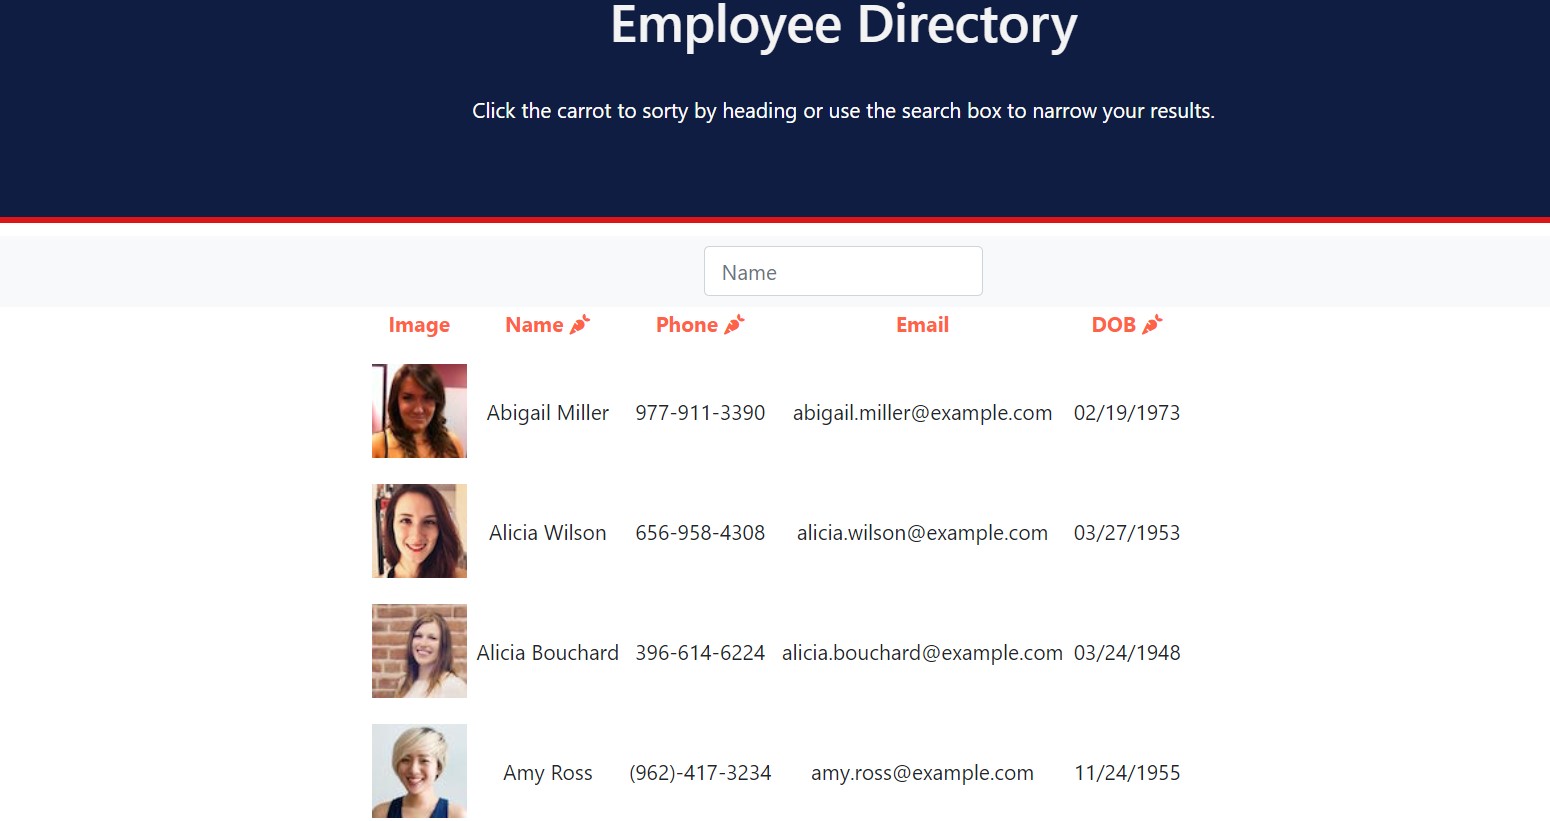 Employee Directory
Click the carrot to sorty by heading or use the search box to narrow your results.
Name
Image Name Phone Email DOB
Abigail Miller 977-911-3390 abigail.miller@example.com 02/19/1973
Alicia Wilson 656-958-4308 alicia.wilson@example.com 03/27/1953
Alicia Bouchard 396-614-6224 alicia.bouchard@example.com 03/24/1948
Amy Ross (962)-417-3234 amy.ross@example.com 11/24/1955